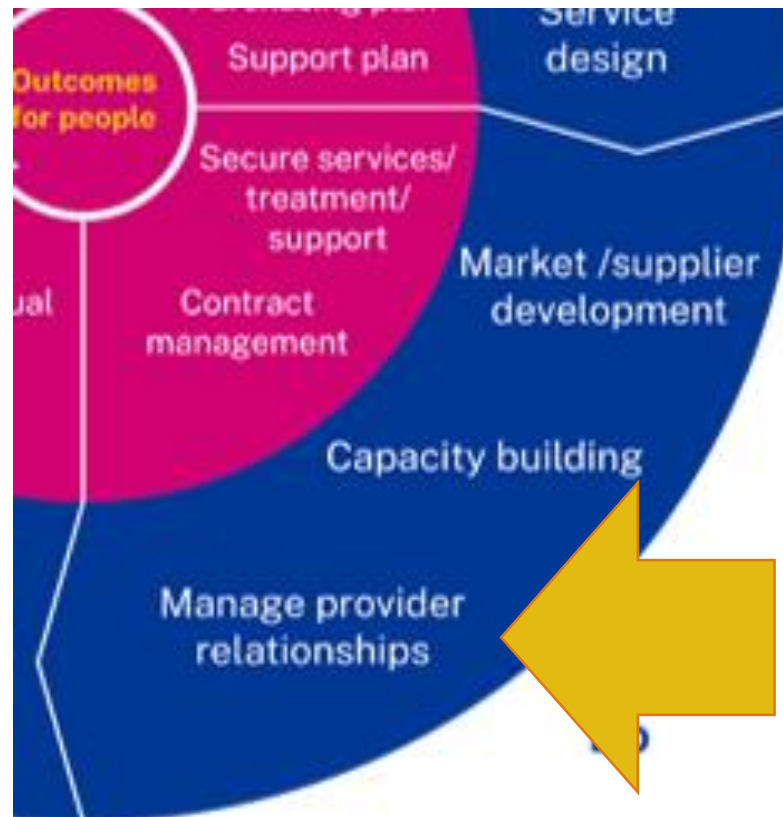 Service
design
Support plan
Outcomes
for people
Secure services/
treatment/
support
Market /supplier
development
Contract
management
Capacity building
Manage provider
relationships